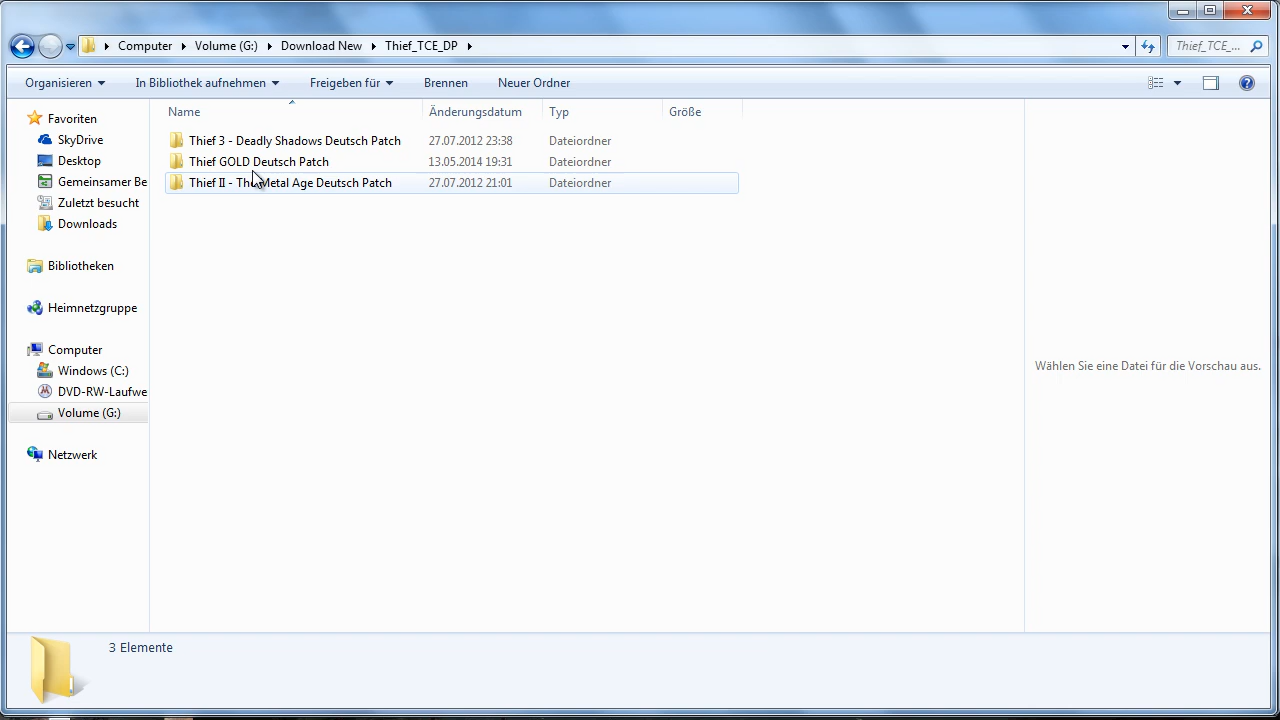 Computer Volume (G:) Download New Thief_TCE_DP Thief_TCE_...
Organisieren In Bibliothek aufnehmen Freigeben für Brennen Neuer Ordner
Favoriten
SkyDrive
Desktop
Gemeinsamer Be
Zuletzt besucht
Downloads
Bibliotheken
Heimnetzgruppe
Computer
Windows (C:)
DVD-RW-Laufwe
Volume (G:)
Netzwerk
Name Änderungsdatum Typ Größe
Thief 3 - Deadly Shadows Deutsch Patch 27.07.2012 23:38 Dateiordner
Thief GOLD Deutsch Patch 13.05.2014 19:31 Dateiordner
Thief II - The Metal Age Deutsch Patch 27.07.2012 21:01 Dateiordner
Wählen Sie eine Datei für die Vorschau aus.
3 Elemente